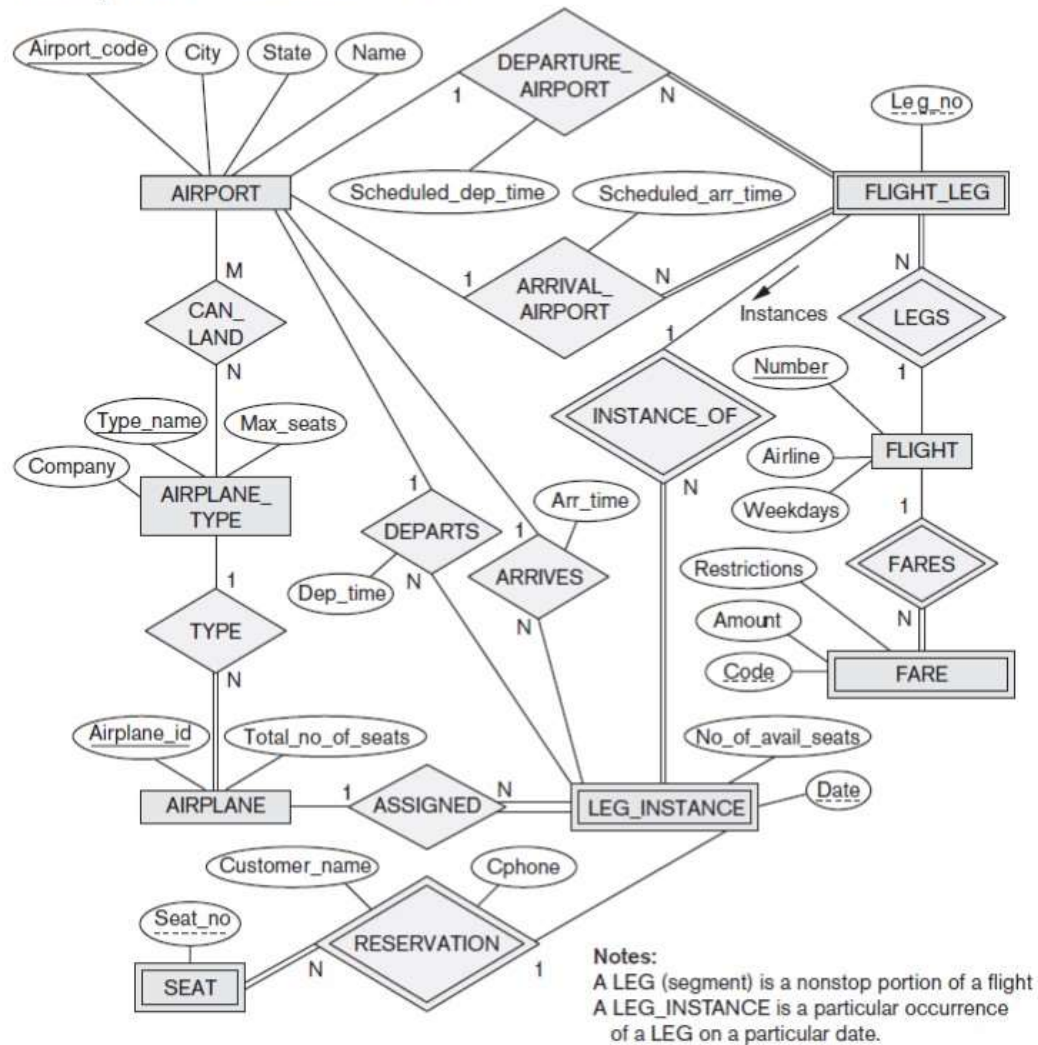 Airport_code
City
State
Name
DEPARTURE_
AIRPORT
1
N
Leg_no
AIRPORT
Scheduled_dep_time
Scheduled_arr_time
FLIGHT_LEG
M
1
ARRIVAL_
AIRPORT
N
N
CAN_
LAND
Instances
LEGS
N
1
Number
1
Type_name
Max_seats
INSTANCE_OF
Company
Airline
FLIGHT
AIRPLANE_
TYPE
1
Arr_time
N
Weekdays
DEPARTS
1
1
1
Dep_time
N
ARRIVES
Restrictions
FARES
TYPE
N
Amount
N
N
Code
FARE
Airplane_id
Total_no_of_seats
No_of_avail_seats
AIRPLANE
1
ASSIGNED
N
LEG_INSTANCE
Date
Customer_name
Cphone
Seat_no
RESERVATION
SEAT
N
1
Notes:
A LEG (segment) is a nonstop portion of a flight
A LEG_INSTANCE is a particular occurrence
of a LEG on a particular date.